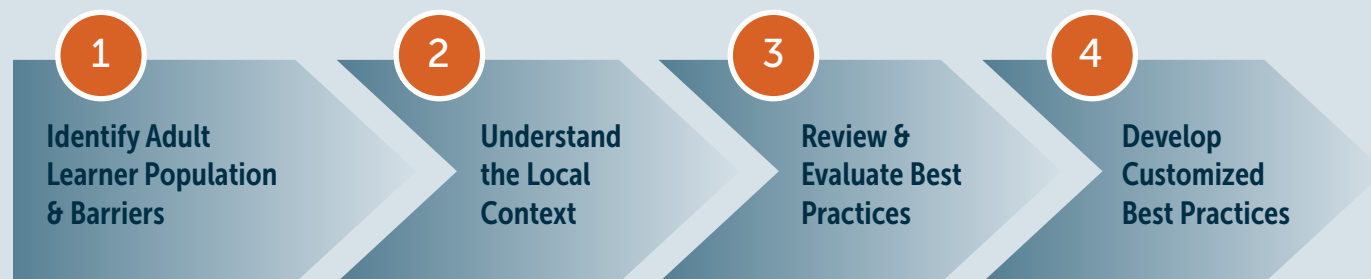 1
Identify Adult
Learner Population
& Barriers
2
Understand
the Local
Context
3
Review &
Evaluate Best
Practices
4
Develop
Customized
Best Practices